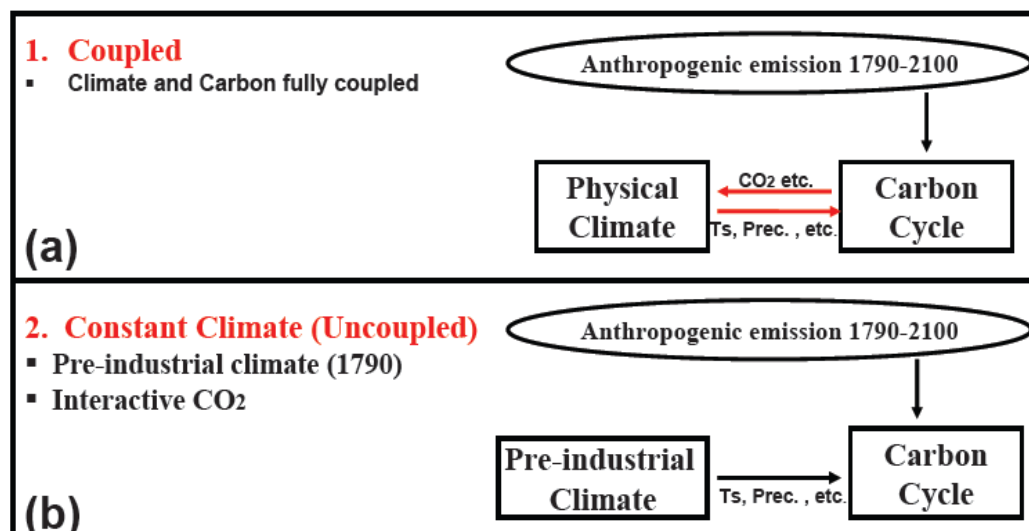 1. Coupled
▪ Climate and Carbon fully coupled
Anthropogenic emission 1790-2100
Physical
Climate
CO2 etc.
Ts, Prec. , etc.
Carbon
Cycle
(a)
2. Constant Climate (Uncoupled)
▪ Pre-industrial climate (1790)
▪ Interactive CO2
Anthropogenic emission 1790-2100
Pre-industrial
Climate
Ts, Prec. , etc.
Carbon
Cycle
(b)